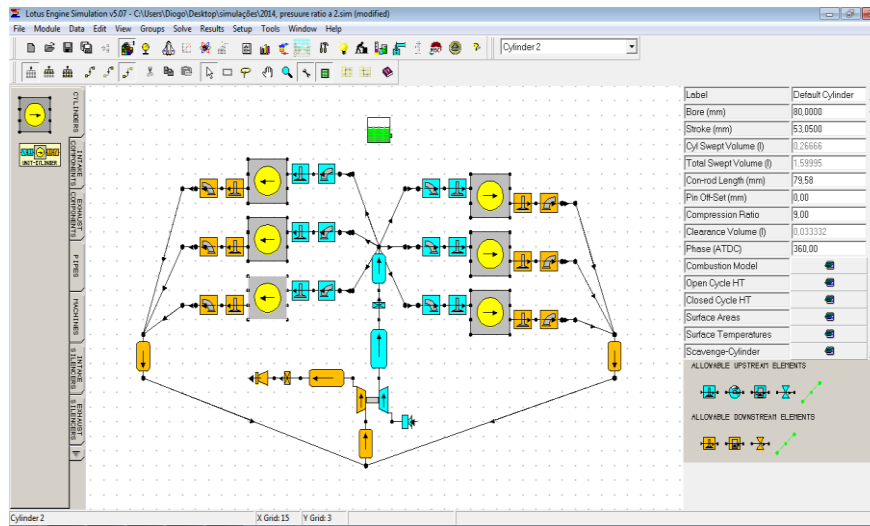 Lotus Engine Simulation v5.07 - C:\Users\Diogo\Desktop\simulações\2014, presuure ratio a 2.sim (modified)
File Module Data Edit View Groups Solve Results Setup Tools Window Help
Cylinder 2
CYLINDERS
INTAKE COMPONENTS
EXHAUST COMPONENTS
PIPES
MACHINES
INTAKE SILENCERS
EXHAUST SILENCERS
UNIT-CYLINDER
Label Default Cylinder
Bore (mm) 80,0000
Stroke (mm) 53,0500
Cyl Swept Volume (l) 0,26666
Total Swept Volume (l) 1,59995
Con-rod Length (mm) 79,58
Pin Off-Set (mm) 0,00
Compression Ratio 9,00
Clearance Volume (l) 0,033332
Phase (ATDC) 360,00
Combustion Model
Open Cycle HT
Closed Cycle HT
Surface Areas
Surface Temperatures
Scavenge-Cylinder
ALLOWABLE UPSTREAM ELEMENTS
ALLOWABLE DOWNSTREAM ELEMENTS
Cylinder 2 X Grid: 15 Y Grid: 3